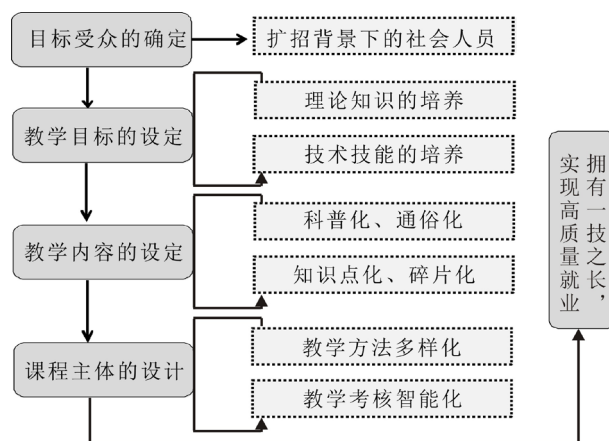 目标受众的确定
扩招背景下的社会人员
教学目标的设定
理论知识的培养
技术技能的培养
教学内容的设定
科普化、通俗化
知识点化、碎片化
课程主体的设计
教学方法多样化
教学考核智能化
拥有一技之长，
实现高质量就业